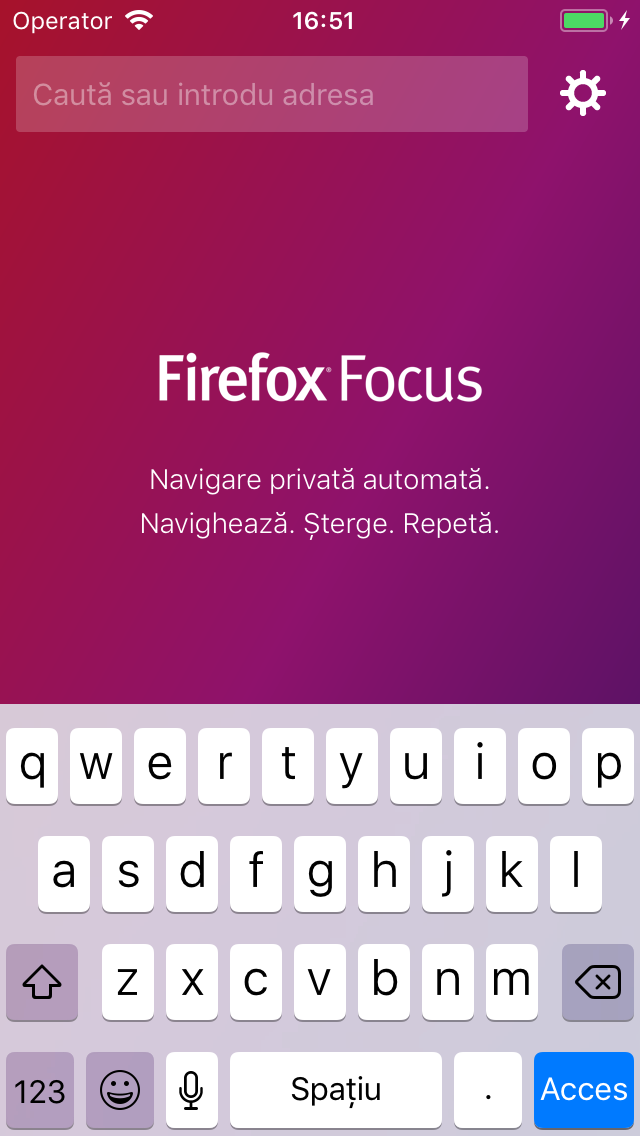 Operator 16:51
Caută sau introdu adresa
Firefox® Focus
Navigare privată automată.
Navighează. Șterge. Repetă.
q w e r t y u i o p
a s d f g h j k l
z x c v b n m
123 Spațiu . Acces